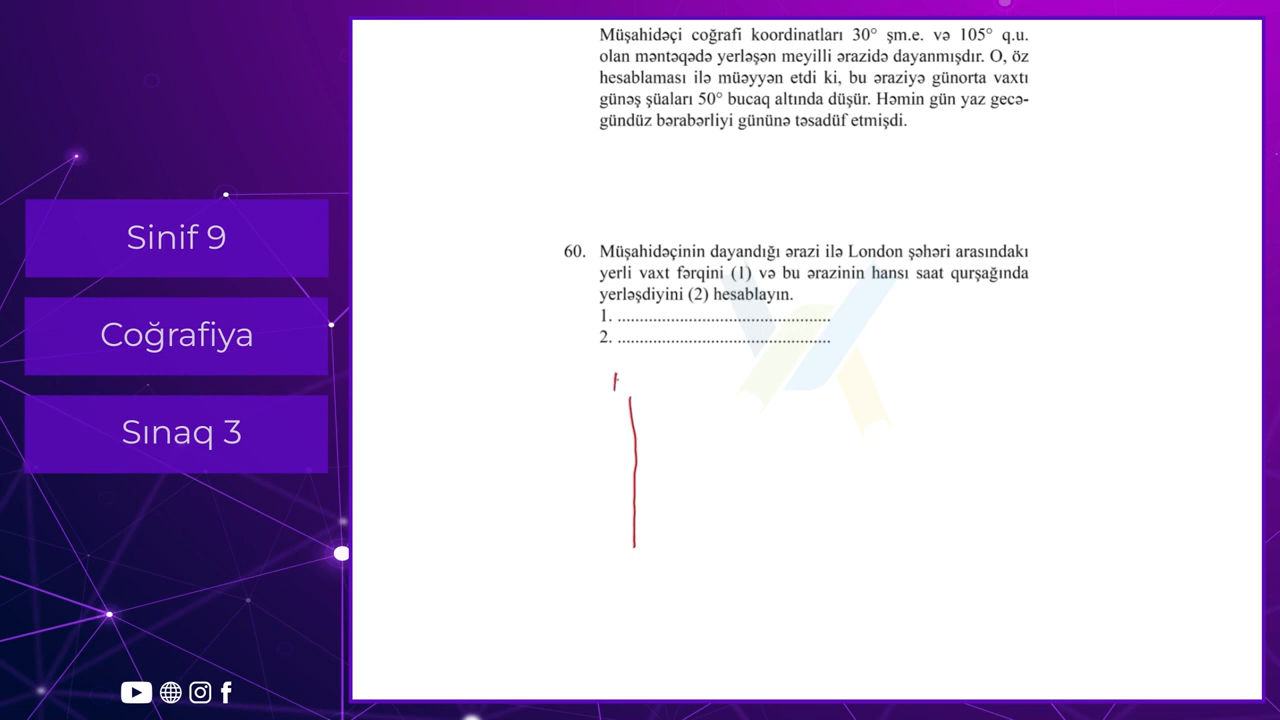 Müşahidəçi coğrafi koordinatları 30° şm.e. və 105° q.u.
olan məntəqədə yerləşən meyilli ərazidə dayanmışdır. O, öz
hesablaması ilə müəyyən etdi ki, bu əraziyə günorta vaxtı
günəş şüaları 50° bucaq altında düşür. Həmin gün yaz gecə-
gündüz bərabərliyi gününə təsadüf etmişdi.
Sinif 9
Coğrafiya
Sınaq 3
60. Müşahidəçinin dayandığı ərazi ilə London şəhəri arasındakı
yerli vaxt fərqini (1) və bu ərazinin hansı saat qurşağında
yerləşdiyini (2) hesablayın.
1. ................................................
2. ................................................